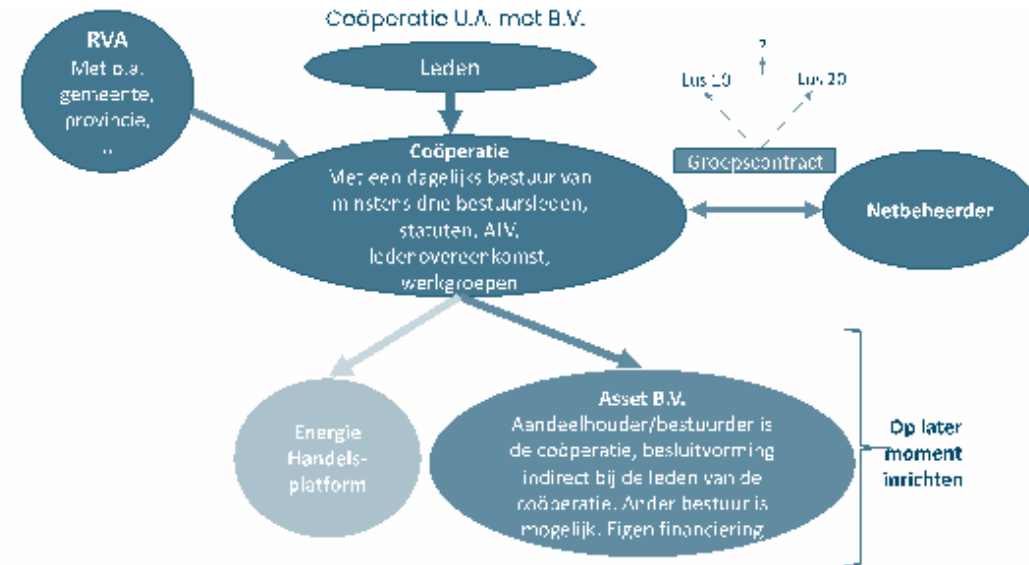 Coöperatie U.A. met B.V.
RVA
Met o.a.
gemeente,
provincie,
..
Leden
?
Lus 10
Lus 20
Groepscontract
Coöperatie
Met een dagelijks bestuur van
minstens drie bestuursleden,
statuten, ALV,
ledenovereenkomst,
werkgroepen
Netbeheerder
Energie
Handels-
platform
Asset B.V.
Aandeelhouder/bestuurder is
de coöperatie, besluitvorming
indirect bij de leden van de
coöperatie. Ander bestuur is
mogelijk. Eigen financiering
Op later
moment
inrichten